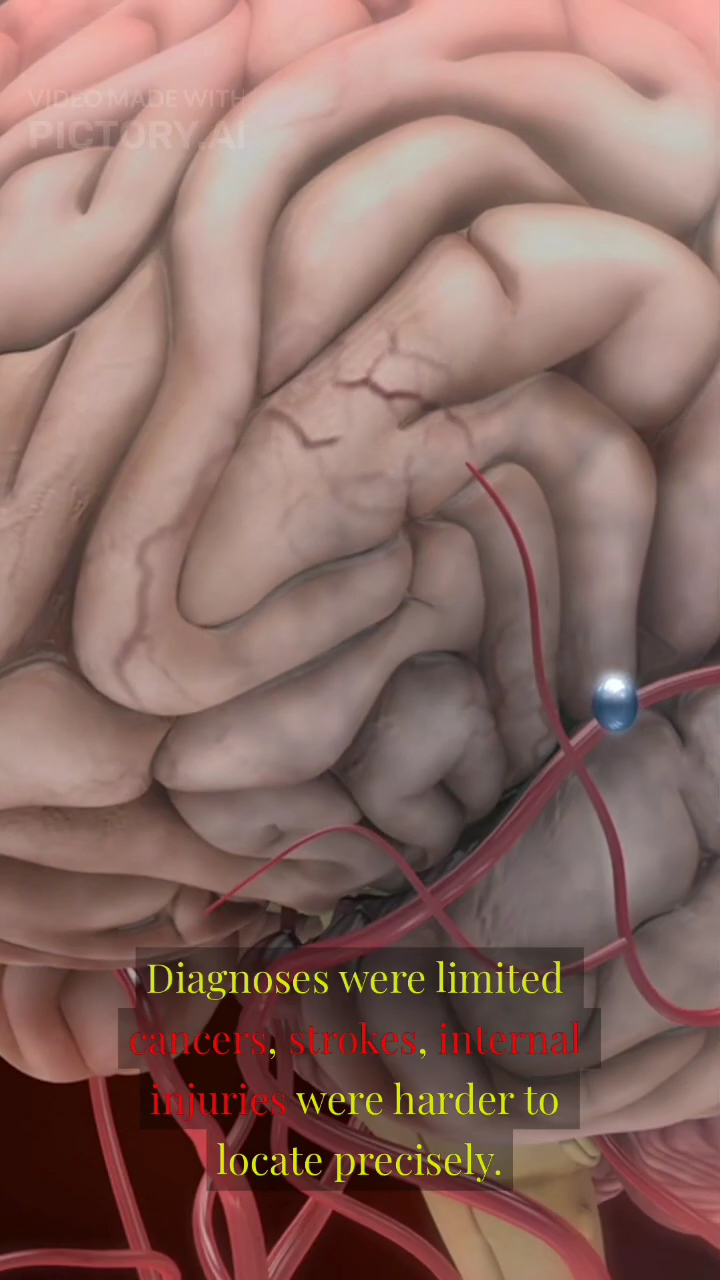 VIDEO MADE WITH
PICTORY.AI
Diagnoses were limited
cancers, strokes, internal
injuries were harder to
locate precisely.